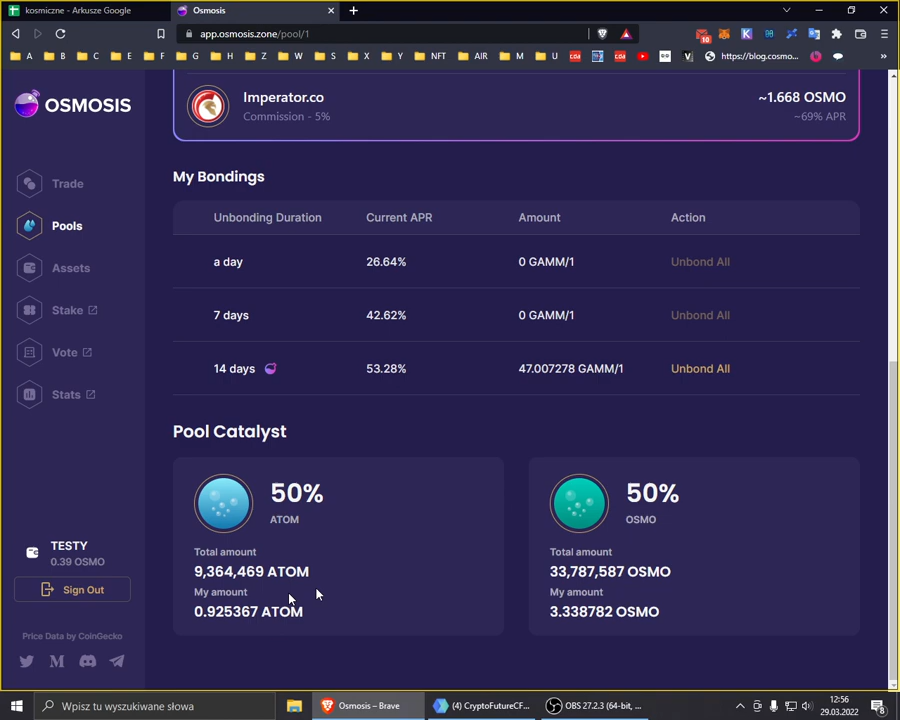 kosmiczne - Arkusze Google
Osmosis
app.osmosis.zone/pool/1
10
A
B
C
E
F
G
H
Z
W
S
X
Y
NFT
AIR
M
U
V
https://blog.cosmo...
OSMOSIS
Imperator.co
~1.668 OSMO
Commission - 5%
~69% APR
Trade
Pools
Assets
Stake
Vote
Stats
My Bondings
Unbonding Duration
Current APR
Amount
Action
a day
26.64%
0 GAMM/1
Unbond All
7 days
42.62%
0 GAMM/1
Unbond All
14 days
53.28%
47.007278 GAMM/1
Unbond All
Pool Catalyst
50%
ATOM
Total amount
9,364,469 ATOM
My amount
0.925367 ATOM
50%
OSMO
Total amount
33,787,587 OSMO
My amount
3.338782 OSMO
TESTY
0.39 OSMO
Sign Out
Price Data by CoinGecko
Wpisz tu wyszukiwane słowa
Osmosis – Brave
(4) CryptoFutureCF...
OBS 27.2.3 (64-bit, ...
12:56
29.03.2022
8